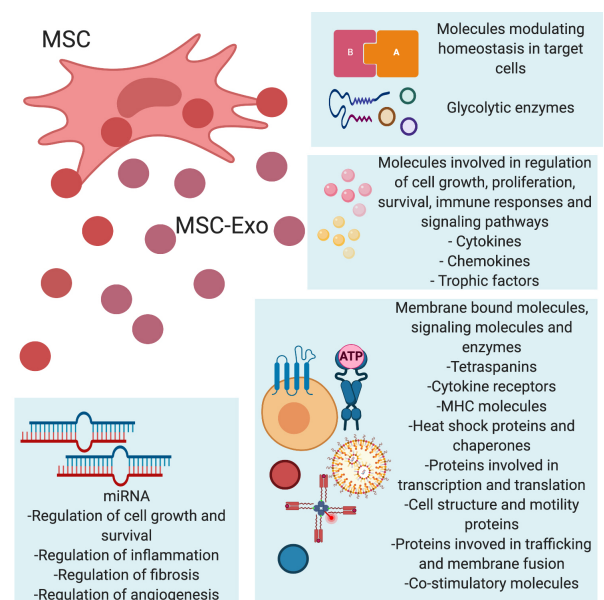 MSC
MSC-Exo
B
A
Molecules modulating
homeostasis in target
cells
Glycolytic enzymes
Molecules involved in regulation
of cell growth, proliferation,
survival, immune responses and
signaling pathways
- Cytokines
- Chemokines
- Trophic factors
Membrane bound molecules,
signaling molecules and
enzymes
-Tetraspanins
-Cytokine receptors
-MHC molecules
-Heat shock proteins and
chaperones
-Proteins involved in
transcription and translation
-Cell structure and motility
proteins
-Proteins invoved in trafficking
and membrane fusion
-Co-stimulatory molecules
ATP
miRNA
-Regulation of cell growth and
survival
-Regulation of inflammation
-Regulation of fibrosis
-Regulation of angiogenesis